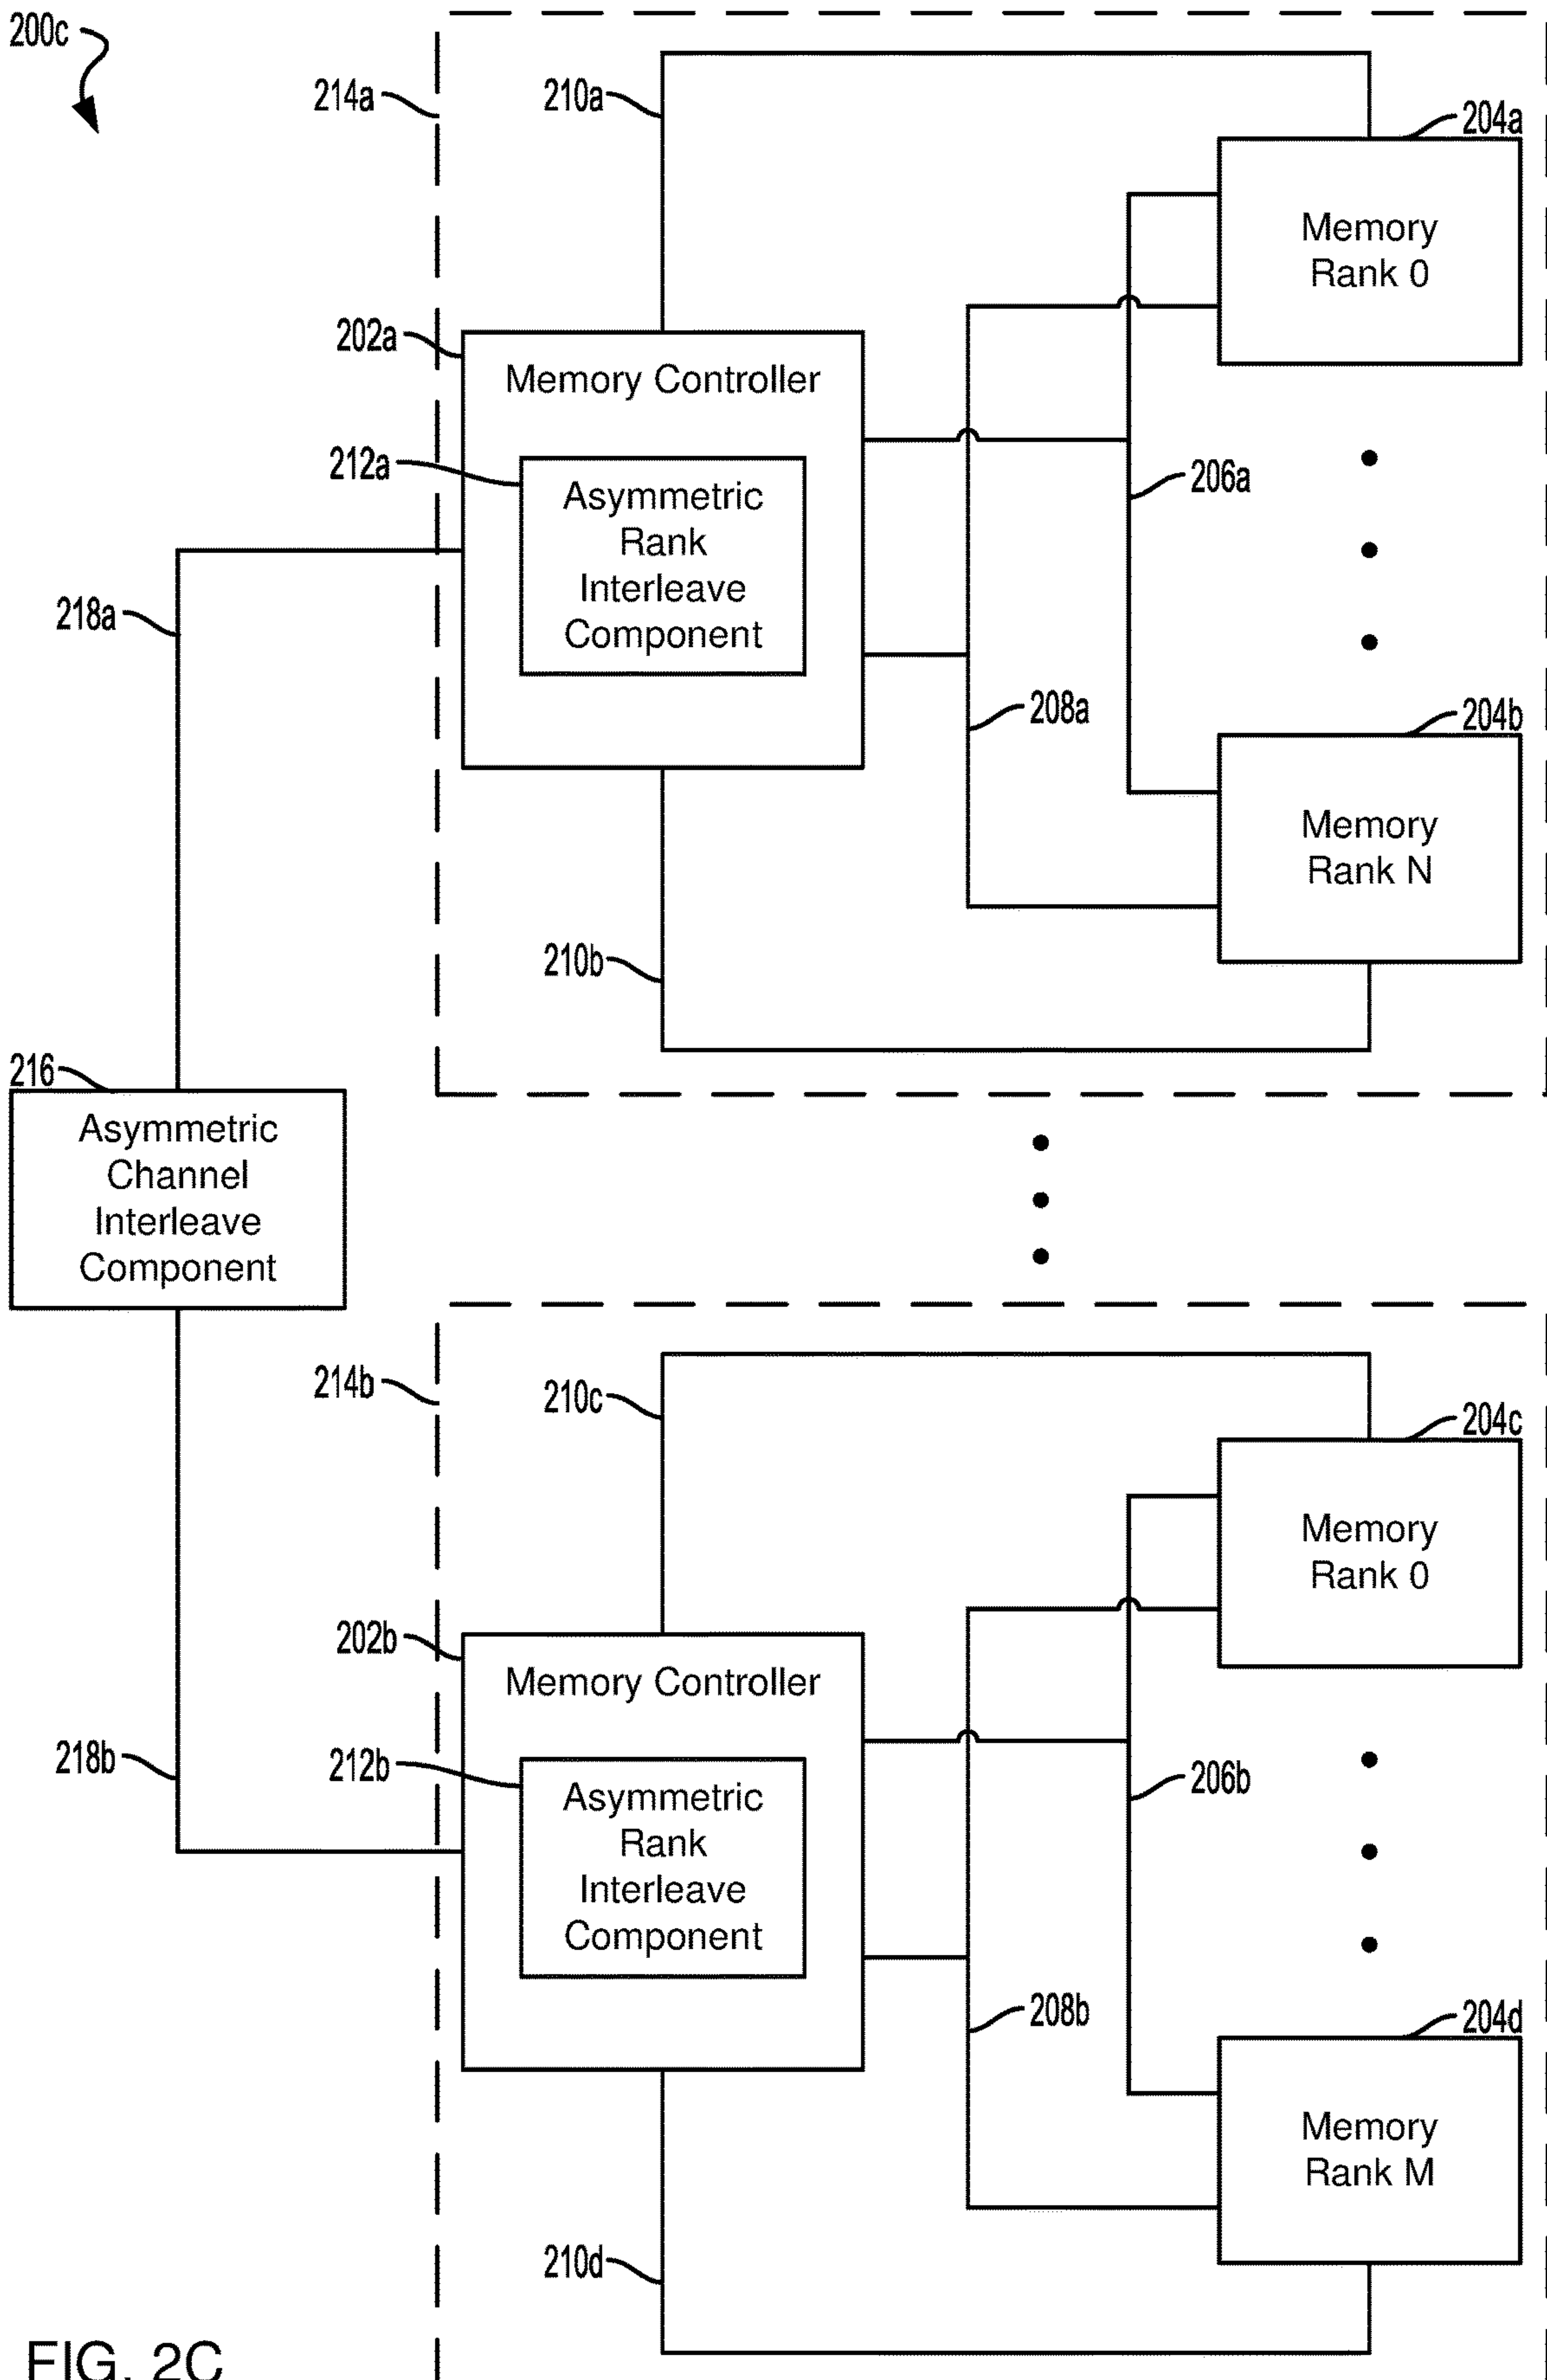 200c
214a
210a
204a
Memory
Rank 0
202a
Memory Controller
212a
Asymmetric
Rank
Interleave
Component
206a
218a
208a
204b
Memory
Rank N
210b
216
Asymmetric
Channel
Interleave
Component
214b
210c
204c
Memory
Rank 0
202b
Memory Controller
212b
Asymmetric
Rank
Interleave
Component
206b
218b
208b
204d
Memory
Rank M
210d
FIG. 2C